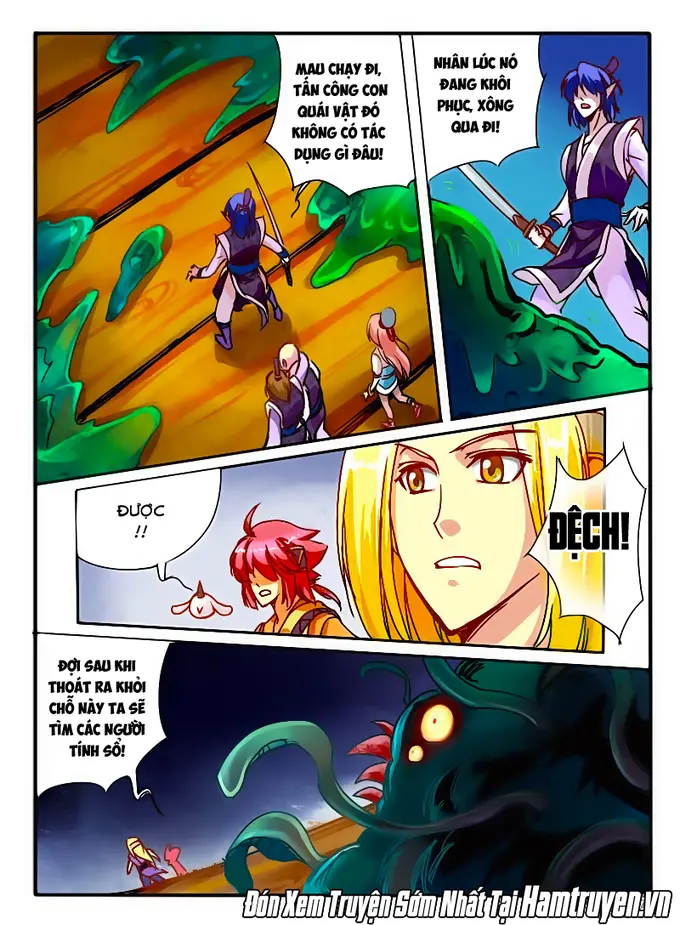 MAU CHẠY ĐI,
TẤN CÔNG CON
QUÁI VẬT ĐÓ
KHÔNG CÓ TÁC
DỤNG GÌ ĐÂU!
NHÂN LÚC NÓ
ĐANG KHÔI
PHỤC, XÔNG
QUA ĐI!
ĐƯỢC
!!
ĐỆCH!
ĐỢI SAU KHI
THOÁT RA KHỎI
CHỖ NÀY TA SẼ
TÌM CÁC NGƯỜI
TÍNH SỔ!
Đón Xem Truyện Sớm Nhất Tại Hamtruyen.vn